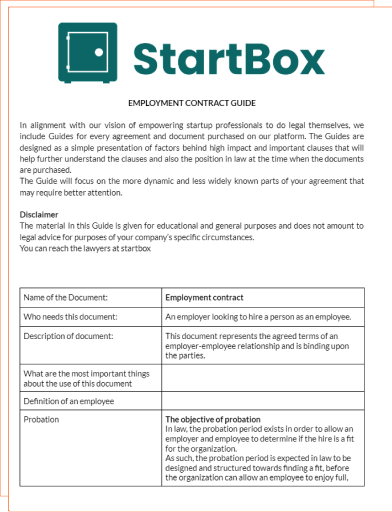 StartBox
EMPLOYMENT CONTRACT GUIDE
In alignment with our vision of empowering startup professionals to do legal themselves, we
include Guides for every agreement and document purchased on our platform. The Guides are
designed as a simple presentation of factors behind high impact and important clauses that will
help further understand the clauses and also the position in law at the time when the documents
are purchased.
The Guide will focus on the more dynamic and less widely known parts of your agreement that
may require better attention.
Disclaimer
The material in this Guide is given for educational and general purposes and does not amount to
legal advice for purposes of your company's specific circumstances.
You can reach the lawyers at startbox
Name of the Document:
Employment contract
Who needs this document:
An employer looking to hire a person as an employee.
Description of document:
This document represents the agreed terms of an
employer-employee relationship and is binding upon
the parties.
What are the most important things
about the use of this document
Definition of an employee
Probation
The objective of probation
In law, the probation period exists in order to allow an
employer and employee to determine if the hire is a fit
for the organization.
As such, the probation period is expected in law to be
designed and structured towards finding a fit, before
the organization can allow an employee to enjoy full,